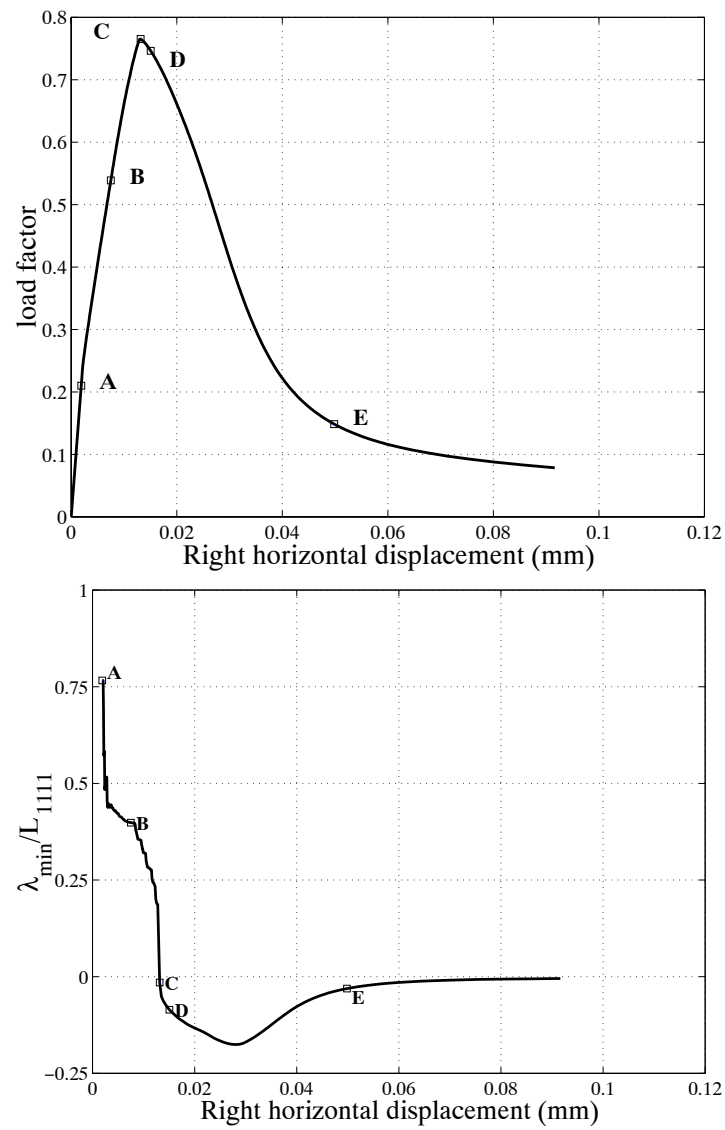 0.8
C
D
0.7
0.6
B
0.5
load factor
0.4
0.3
A
0.2
E
0.1
0
0 0.02 0.04 0.06 0.08 0.1 0.12
Right horizontal displacement (mm)
1
A
0.75
0.5
B
λmin/L1111
0.25
0
C
E
D
−0.25
0 0.02 0.04 0.06 0.08 0.1 0.12
Right horizontal displacement (mm)